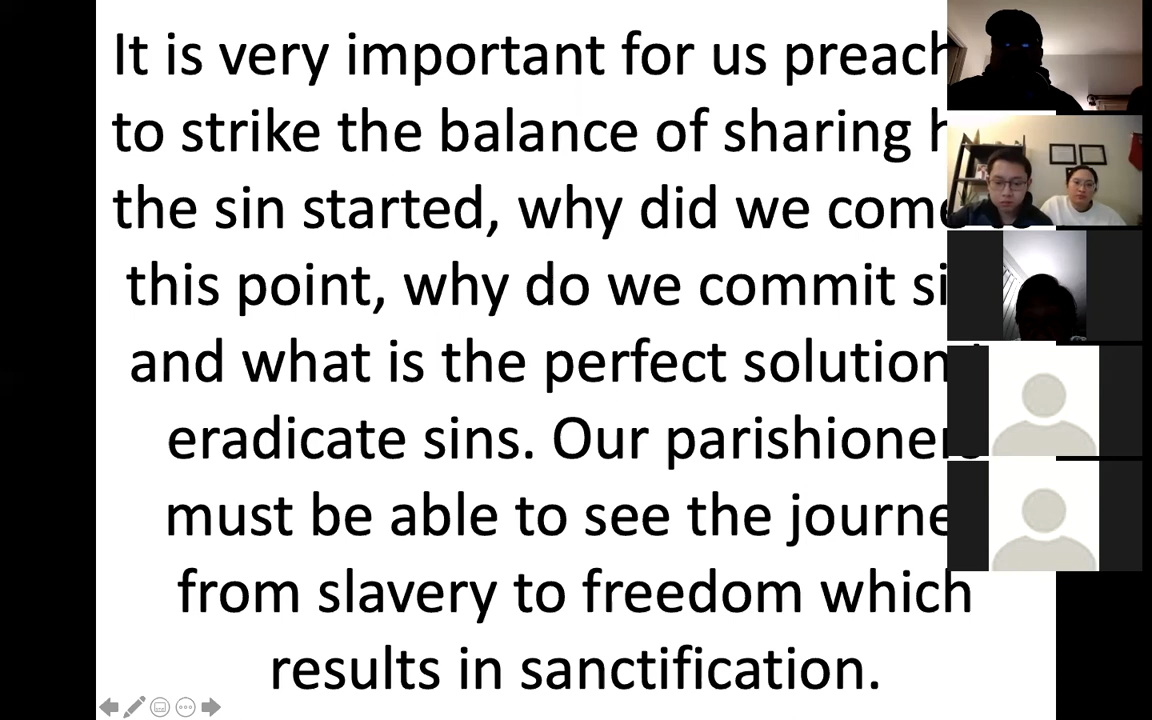 It is very important for us preach
to strike the balance of sharing
the sin started, why did we come
this point, why do we commit
and what is the perfect solution
eradicate sins. Our parishioner
must be able to see the journe
from slavery to freedom which
results in sanctification.